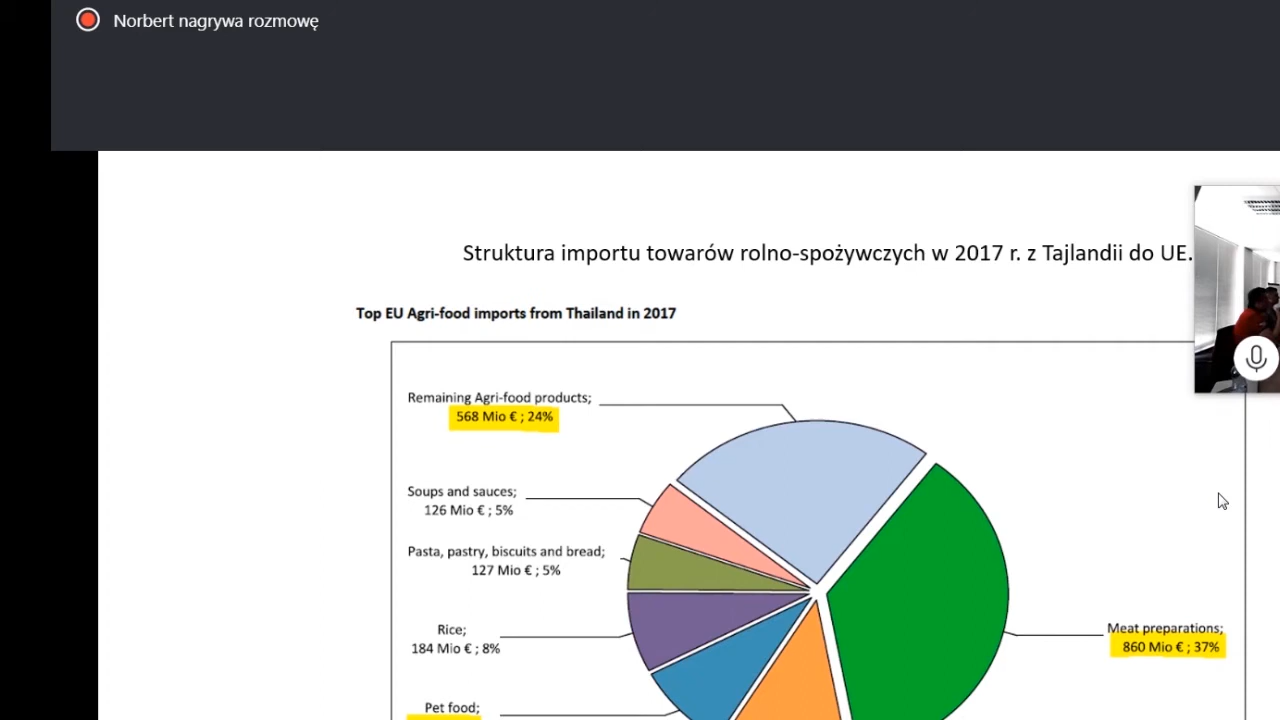 Norbert nagrywa rozmowę
Struktura importu towarów rolno-spożywczych w 2017 r. z Tajlandii do UE.
Top EU Agri-food imports from Thailand in 2017
Remaining Agri-food products;
568 Mio € ; 24%
Soups and sauces;
126 Mio € ; 5%
Pasta, pastry, biscuits and bread;
127 Mio € ; 5%
Rice;
184 Mio € ; 8%
Meat preparations;
860 Mio € ; 37%
Pet food;